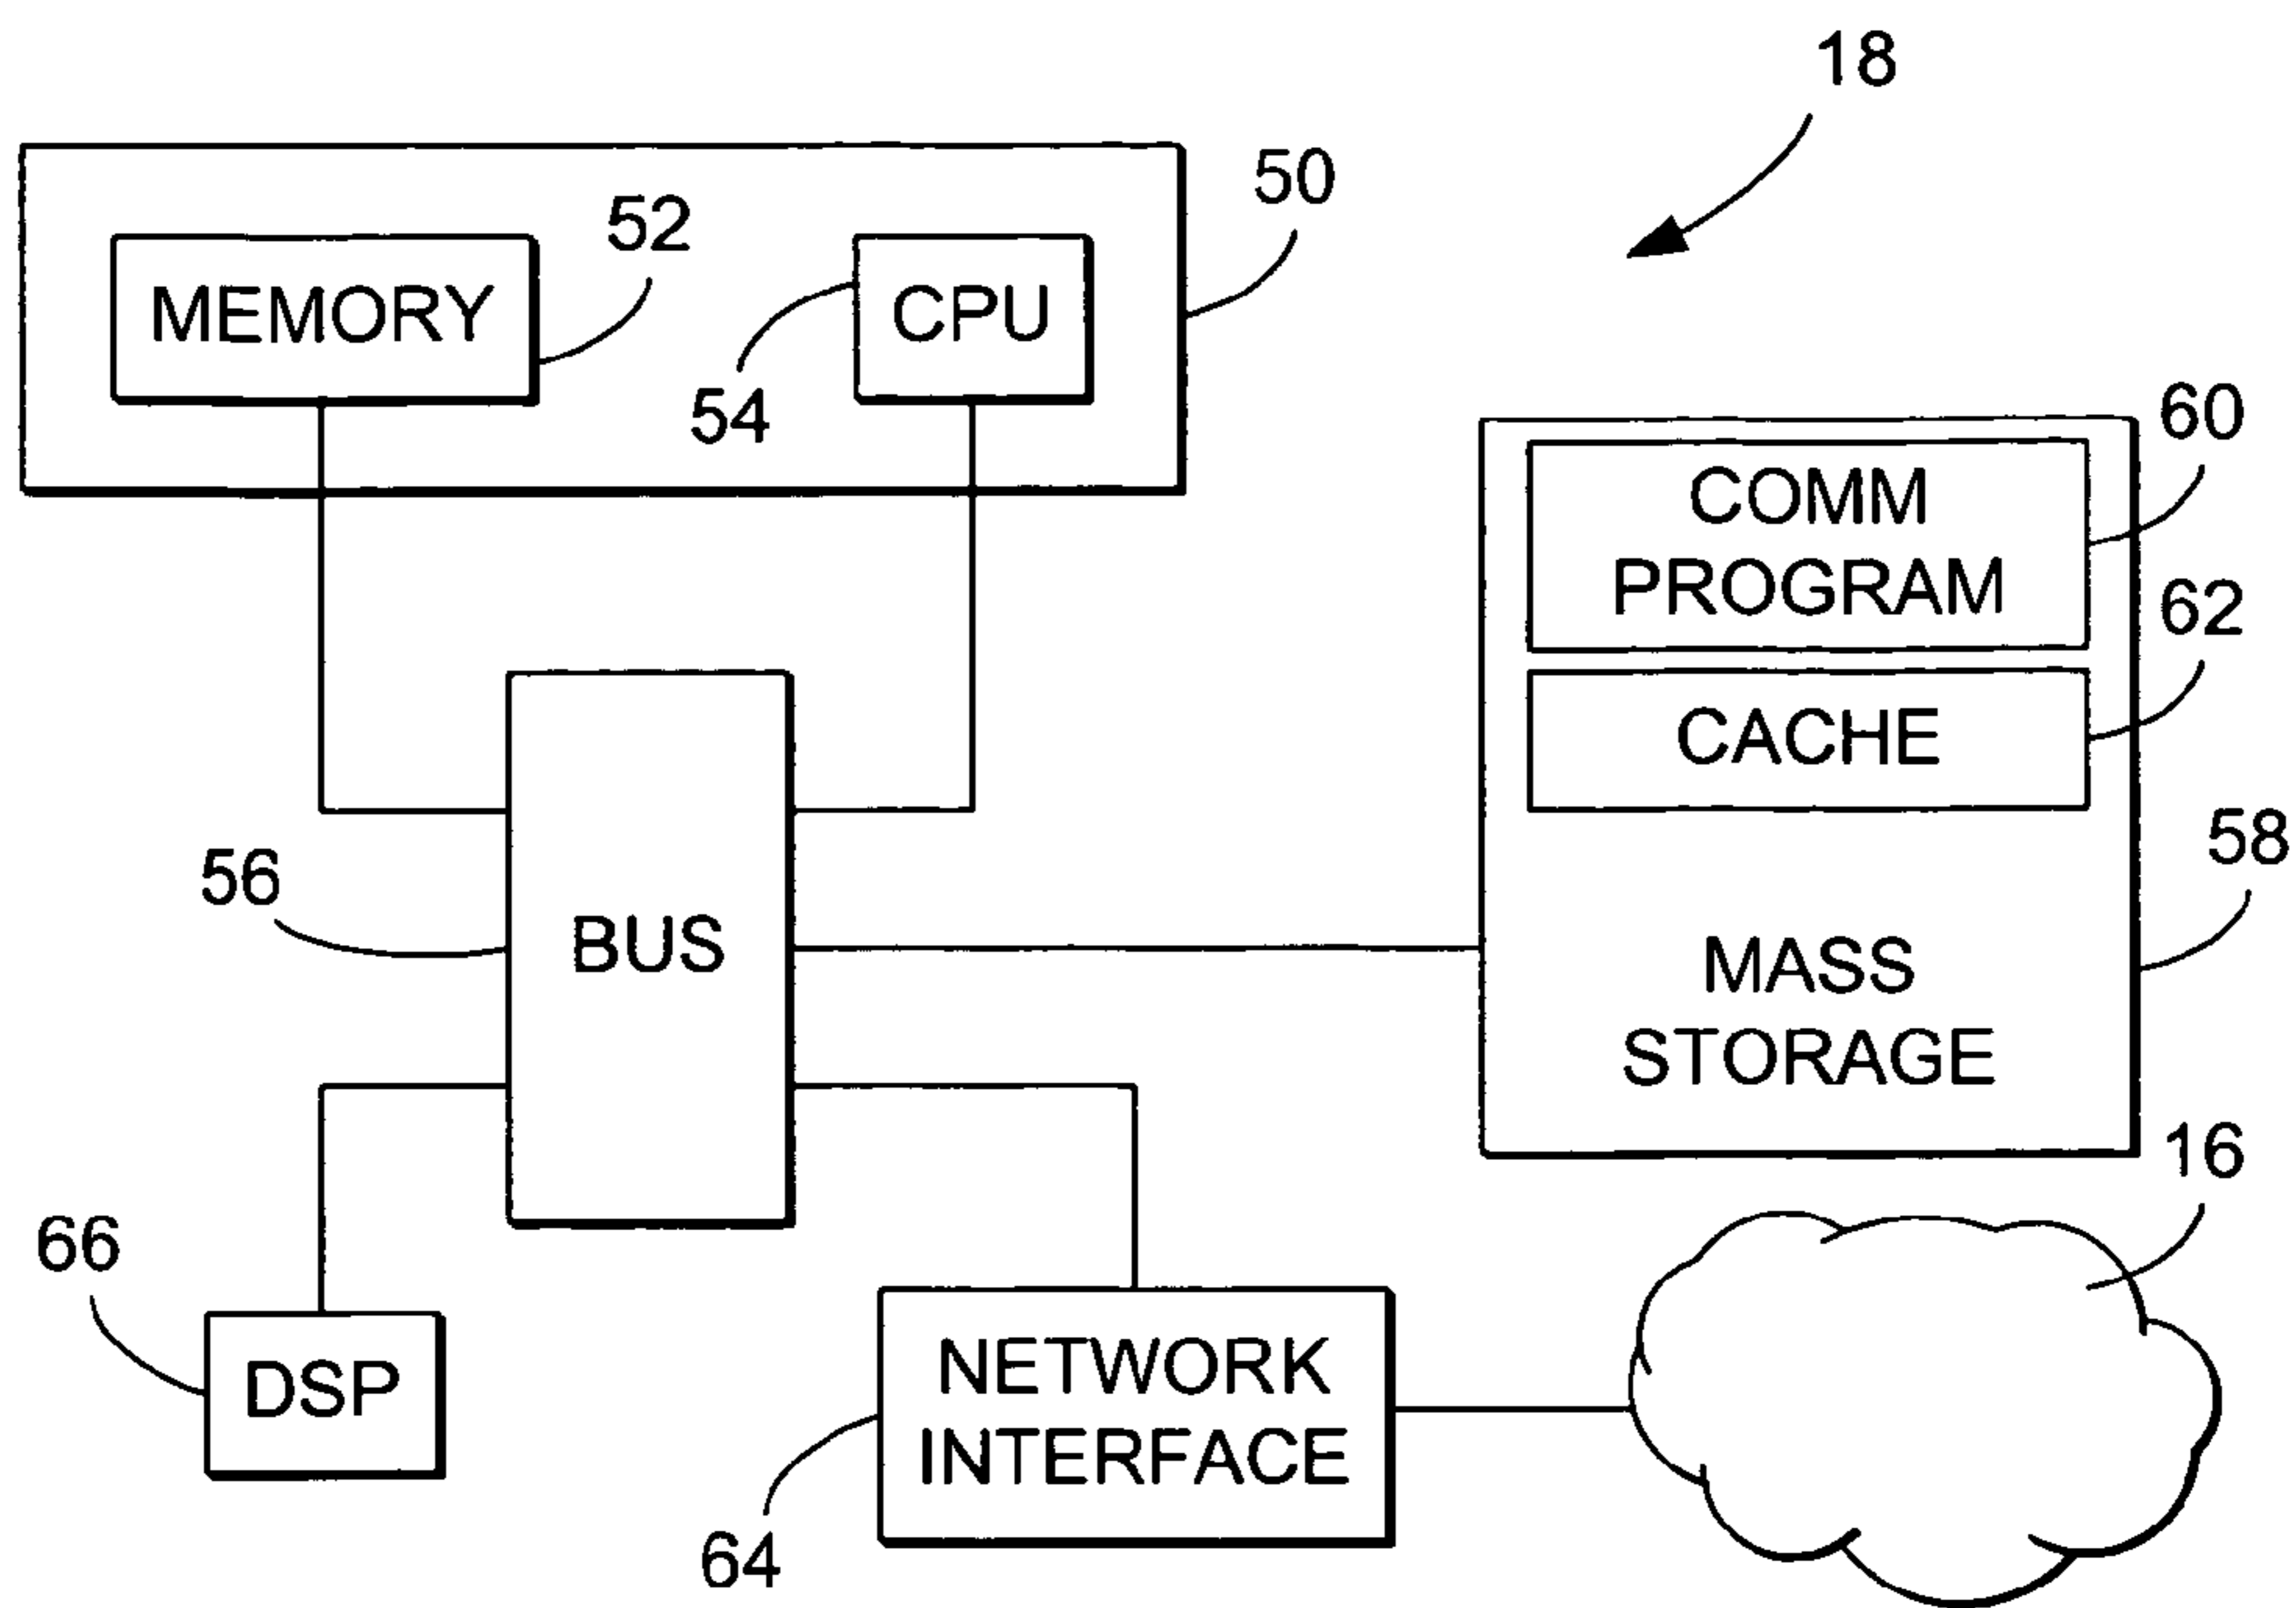 18
50
52
MEMORY
CPU
54
60
COMM
PROGRAM
62
CACHE
58
56
BUS
MASS
STORAGE
16
66
DSP
NETWORK
INTERFACE
64